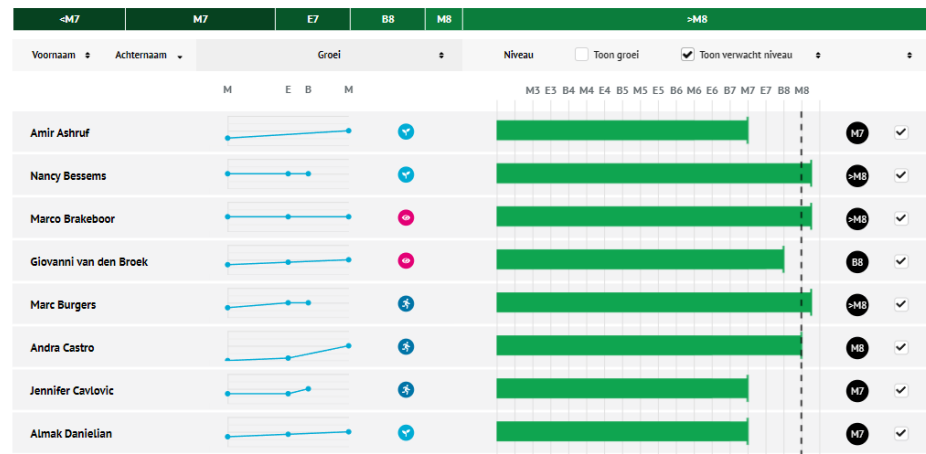 <M7 M7 E7 B8 M8 >M8
Voornaam Achternaam Groei Niveau Toon groei Toon verwacht niveau
M E B M M3 E3 B4 M4 E4 B5 M5 E5 B6 M6 E6 B7 M7 E7 B8 M8
Amir Ashruf M7
Nancy Bessems >M8
Marco Brakeboor >M8
Giovanni van den Broek B8
Marc Burgers >M8
Andra Castro M8
Jennifer Cavlovic M7
Almak Danielian M7